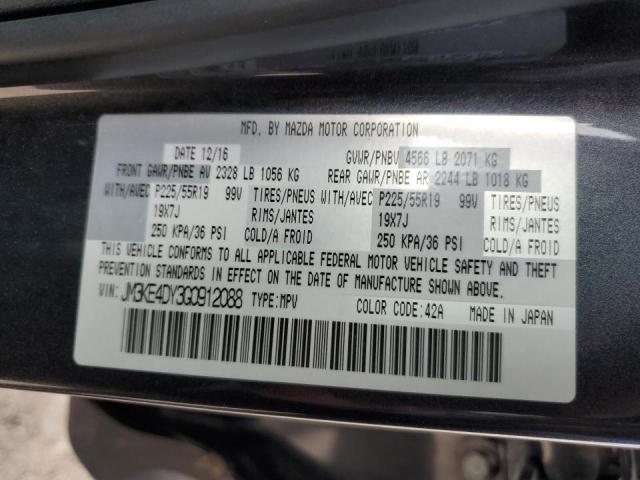 MFD. BY MAZDA MOTOR CORPORATION
DATE 12/16 GVWR/PNBV 4566 LB 2071 KG
FRONT GAWR/PNBE AV 2328 LB 1056 KG REAR GAWR/PNBE AR 2244 LB 1018 KG
WITH/AVEC P225/55R19 99V TIRES/PNEUS WITH/AVEC P225/55R19 99V TIRES/PNEUS
19X7J RIMS/JANTES 19X7J RIMS/JANTES
250 KPA/36 PSI COLD/A FROID 250 KPA/36 PSI COLD/A FROID
THIS VEHICLE CONFORMS TO ALL APPLICABLE FEDERAL MOTOR VEHICLE SAFETY AND THEFT
PREVENTION STANDARDS IN EFFECT ON THE DATE OF MANUFACTURE SHOWN ABOVE.
VIN: JM3KE4DY3G0912088 TYPE: MPV COLOR CODE: 42A MADE IN JAPAN